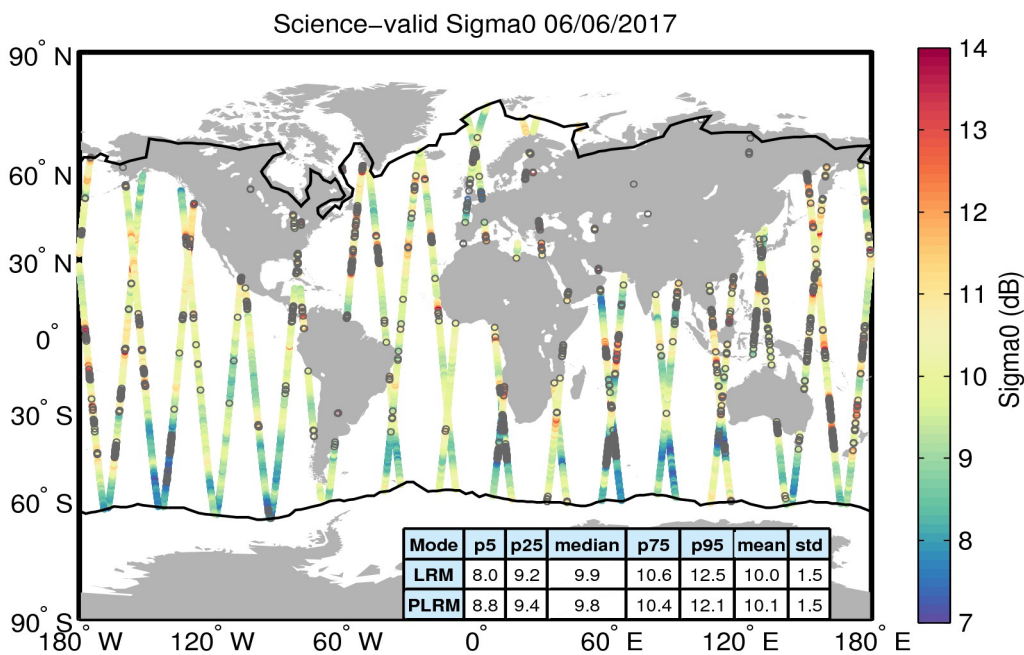 Science−valid Sigma0 06/06/2017
90° N
60° N
30° N
0°
30° S
60° S
90° S
180° W
120° W
60° W
0°
60° E
120° E
180° E
14
13
12
11
10
9
8
7
Sigma0 (dB)
Mode p5 p25 median p75 p95 mean std
LRM 8.0 9.2 9.9 10.6 12.5 10.0 1.5
PLRM 8.8 9.4 9.8 10.4 12.1 10.1 1.5